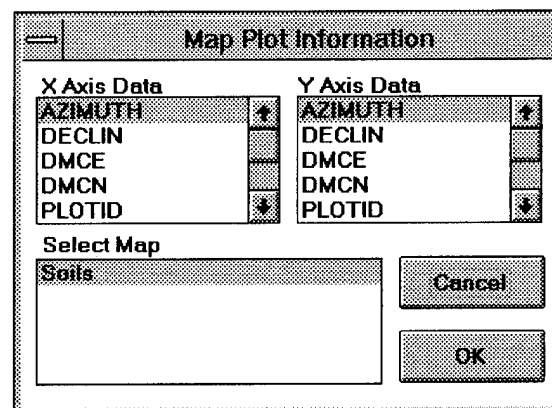 Map Plot Information
X Axis Data
AZIMUTH
DECLIN
DMCE
DMCN
PLOTID
Y Axis Data
AZIMUTH
DECLIN
DMCE
DMCN
PLOTID
Select Map
Soils
Cancel
OK